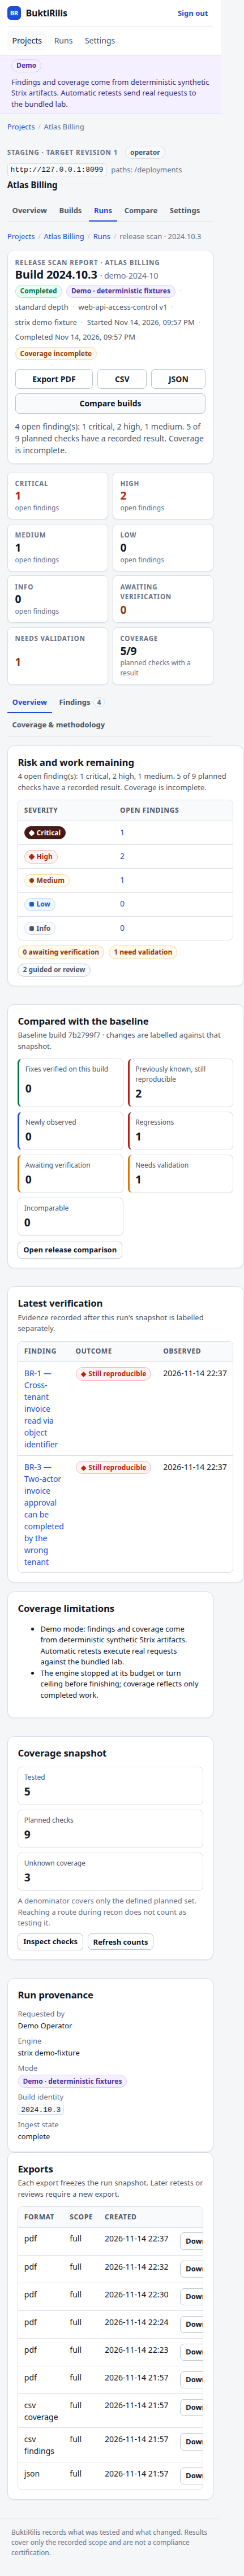 BR BuktiRilis Sign out
Projects Runs Settings
Demo
Findings and coverage come from deterministic synthetic
Strix artifacts. Automatic retests send real requests to
the bundled lab.
Projects / Atlas Billing
STAGING · TARGET REVISION 1 operator
http://127.0.0.1:8099 paths: /deployments
Atlas Billing
Overview Builds Runs Compare Settings
Projects / Atlas Billing / Runs / release scan · 2024.10.3
RELEASE SCAN REPORT · ATLAS BILLING
Build 2024.10.3 · demo-2024-10
Completed Demo · deterministic fixtures
standard depth · web-api-access-control v1 ·
strix demo-fixture · Started Nov 14, 2026, 09:57 PM ·
Completed Nov 14, 2026, 09:57 PM
Coverage incomplete
Export PDF CSV JSON
Compare builds
4 open finding(s): 1 critical, 2 high, 1 medium. 5 of
9 planned checks have a recorded result. Coverage
is incomplete.
CRITICAL
1
open findings
HIGH
2
open findings
MEDIUM
1
open findings
LOW
0
open findings
INFO
0
open findings
AWAITING
VERIFICATION
0
NEEDS VALIDATION
1
COVERAGE
5/9
planned checks with a
result
Overview Findings 4
Coverage & methodology
Risk and work remaining
4 open finding(s): 1 critical, 2 high, 1 medium. 5 of 9 planned
checks have a recorded result. Coverage is incomplete.
SEVERITY OPEN FINDINGS
Critical 1
High 2
Medium 1
Low 0
Info 0
0 awaiting verification 1 need validation
2 guided or review
Compared with the baseline
Baseline build 7b2799f7 · changes are labelled against that
snapshot.
Fixes verified on this build
0
Previously known, still
reproducible
2
Newly observed
0
Regressions
1
Awaiting verification
0
Needs validation
1
Incomparable
0
Open release comparison
Latest verification
Evidence recorded after this run's snapshot is labelled
separately.
FINDING OUTCOME OBSERVED
BR-1 — Still reproducible 2026-11-14 22:37
Cross-
tenant
invoice
read via
object
identifier
BR-3 — Still reproducible 2026-11-14 22:37
Two-actor
invoice
approval
can be
completed
by the
wrong
tenant
Coverage limitations
Demo mode: findings and coverage come
from deterministic synthetic Strix artifacts.
Automatic retests execute real requests
against the bundled lab.
The engine stopped at its budget or turn
ceiling before finishing; coverage reflects only
completed work.
Coverage snapshot
Tested
5
Planned checks
9
Unknown coverage
3
A denominator covers only the defined planned set.
Reaching a route during recon does not count as
testing it.
Inspect checks Refresh counts
Run provenance
Requested by
Demo Operator
Engine
strix demo-fixture
Mode
Demo · deterministic fixtures
Build identity
2024.10.3
Ingest state
complete
Exports
Each export freezes the run snapshot. Later retests or
reviews require a new export.
FORMAT SCOPE CREATED
pdf full 2026-11-14 22:37
pdf full 2026-11-14 22:32
pdf full 2026-11-14 22:30
pdf full 2026-11-14 22:24
pdf full 2026-11-14 22:23
pdf full 2026-11-14 21:57
csv full 2026-11-14 21:57
coverage
csv full 2026-11-14 21:57
findings
json full 2026-11-14 21:57
BuktiRilis records what was tested and what changed. Results
cover only the recorded scope and are not a compliance
certification.